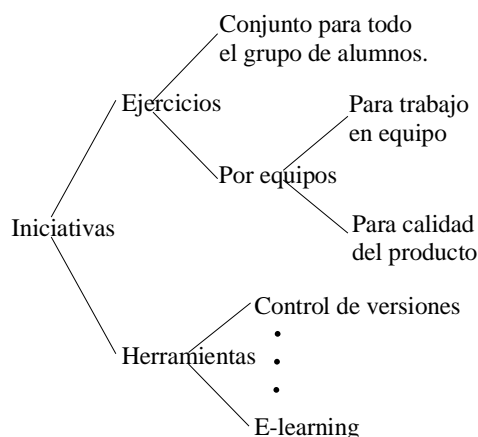 Conjunto para todo
el grupo de alumnos.
Ejercicios
Para trabajo
en equipo
Por equipos
Para calidad
del producto
Iniciativas
Control de versiones
Herramientas
E-learning